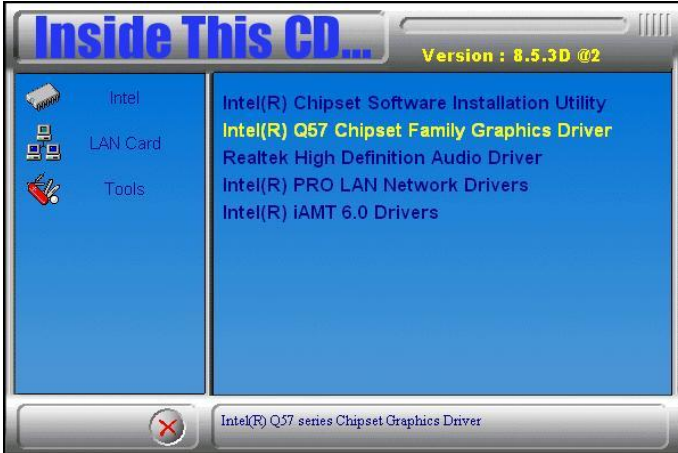 Inside This CD...
Version : 8.5.3D @2
Intel
LAN Card
Tools
Intel(R) Chipset Software Installation Utility
Intel(R) Q57 Chipset Family Graphics Driver
Realtek High Definition Audio Driver
Intel(R) PRO LAN Network Drivers
Intel(R) iAMT 6.0 Drivers
Intel(R) Q57 series Chipset Graphics Driver